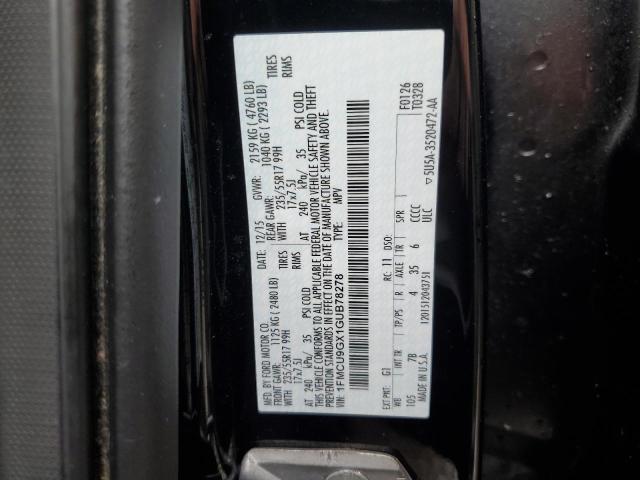 MFD. BY FORD MOTOR CO.
DATE: 12/15 GVWR: 2159 KG ( 4760 LB)
FRONT GAWR: 1125 KG ( 2480 LB) REAR GAWR: 1040 KG ( 2293 LB)
WITH 235/55R17 99H TIRES WITH 235/55R17 99H TIRES
17x7.5J RIMS 17x7.5J RIMS
AT 240 kPa/ 35 PSI COLD AT 240 kPa/ 35 PSI COLD
THIS VEHICLE CONFORMS TO ALL APPLICABLE FEDERAL MOTOR VEHICLE SAFETY AND THEFT
PREVENTION STANDARDS IN EFFECT ON THE DATE OF MANUFACTURE SHOWN ABOVE.
VIN: 1FMCU9GX1GUB78278 TYPE: MPV
F0126
T0328
EXT PNT: G1 RC: 11 DSO:
WB INT TR TP/PS R AXLE TR SPR
105 7B 4 35 6 CCCC
ULC
MADE IN U.S.A. 1201512043751
5U5A-3520472-AA